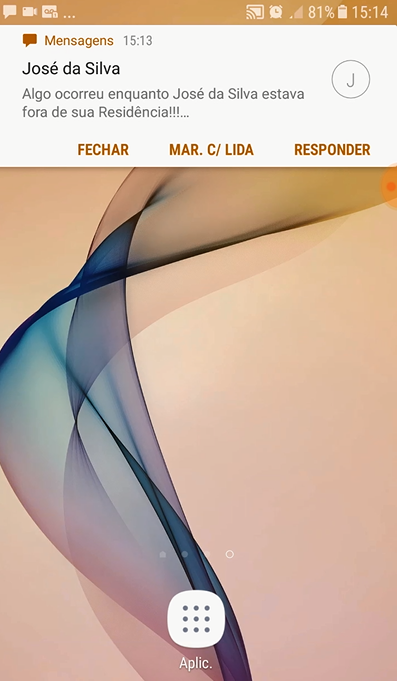 ... 81% 15:14
Mensagens 15:13
José da Silva
J
Algo ocorreu enquanto José da Silva estava
fora de sua Residência!!!...
FECHAR MAR. C/ LIDA RESPONDER
Aplic.